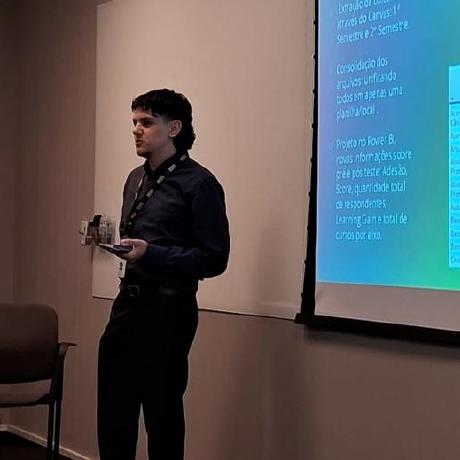 através do Canvas: 1º
Semestre e 2º Semestre.
Consolidação dos
arquivos: unificando
todos em apenas uma
planilha/local.
Projeto no Power BI,
novas informações sobre
pré e pós teste: Adesão,
Score, quantidade total
de respondentes,
Learning Gain e total de
cursos por eixo.